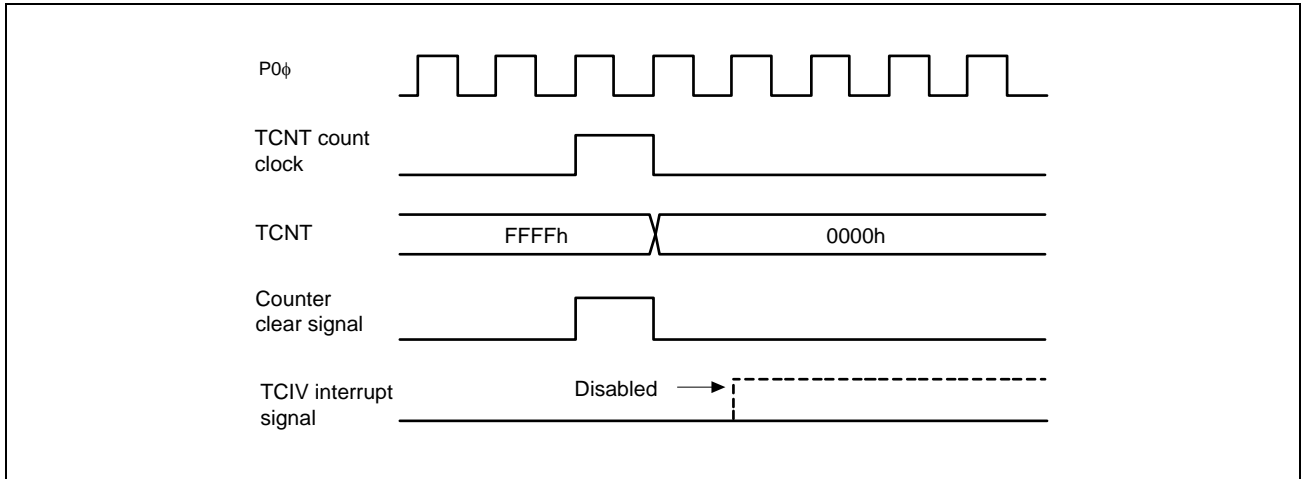 P0ϕ
TCNT count
clock
TCNT
FFFFh
0000h
Counter
clear signal
TCIV interrupt
signal
Disabled